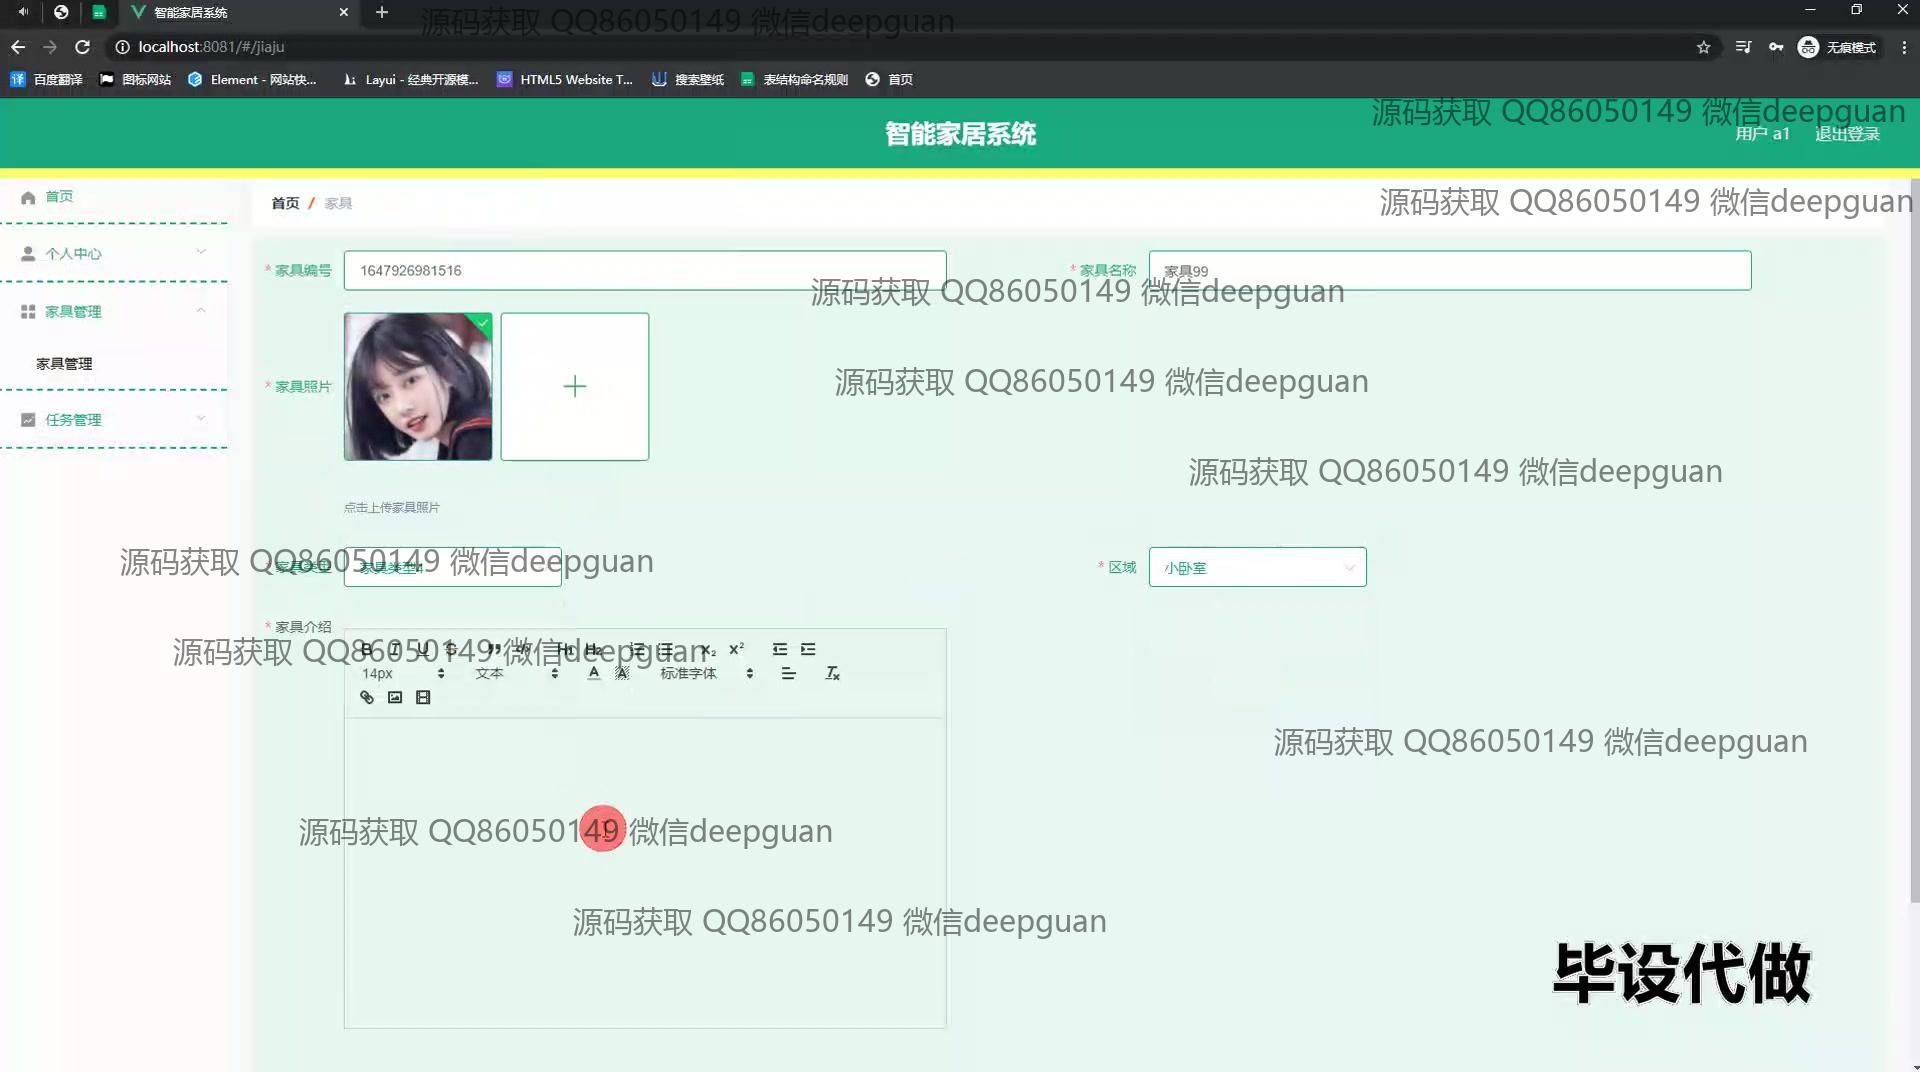 智能家居系统
源码获取 QQ86050149 微信deepguan
localhost:8081/#/jiaju
无痕模式
百度翻译
图标网站
Element - 网站快...
Layui - 经典开源模...
HTML5 Website T...
搜索壁纸
表结构命名规则
首页
源码获取 QQ86050149 微信deepguan
智能家居系统
用户 a1
退出登录
首页
首页 / 家具
源码获取 QQ86050149 微信deepguan
个人中心
* 家具编号
1647926981516
* 家具名称
家具99
源码获取 QQ86050149 微信deepguan
家具管理
家具管理
* 家具照片
源码获取 QQ86050149 微信deepguan
任务管理
源码获取 QQ86050149 微信deepguan
点击上传家具照片
源码获取 QQ86050149 微信deepguan
家具类型
家具类型4
* 区域
小卧室
* 家具介绍
源码获取 QQ86050149 微信deepguan
B I U S H1 H2 X2 X2
14px
文本
A A
标准字体
源码获取 QQ86050149 微信deepguan
源码获取 QQ86050149 微信deepguan
源码获取 QQ86050149 微信deepguan
毕设代做